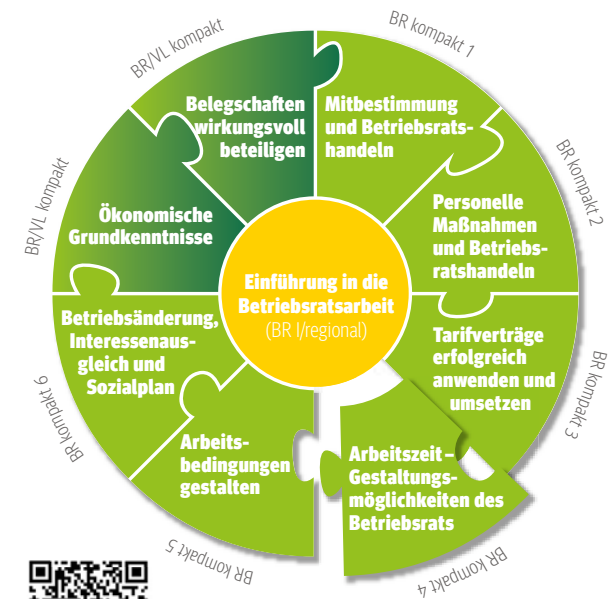 BR/VL kompakt
Belegschaften
wirkungsvoll
beteiligen
BR kompakt 1
Mitbestimmung
und Betriebsrats-
handeln
BR kompakt 2
Personelle
Maßnahmen
und Betriebs-
ratshandeln
BR/VL kompakt
Ökonomische
Grundkenntnisse
Einführung in die
Betriebsratsarbeit
(BR I/regional)
Tarifverträge
erfolgreich
anwenden und
umsetzen
BR kompakt 3
Betriebsänderung,
Interessenaus-
gleich und
Sozialplan
BR kompakt 6
Arbeits-
bedingungen
gestalten
BR kompakt 5
Arbeitszeit –
Gestaltungs-
möglichkeiten des
Betriebsrats
BR kompakt 4